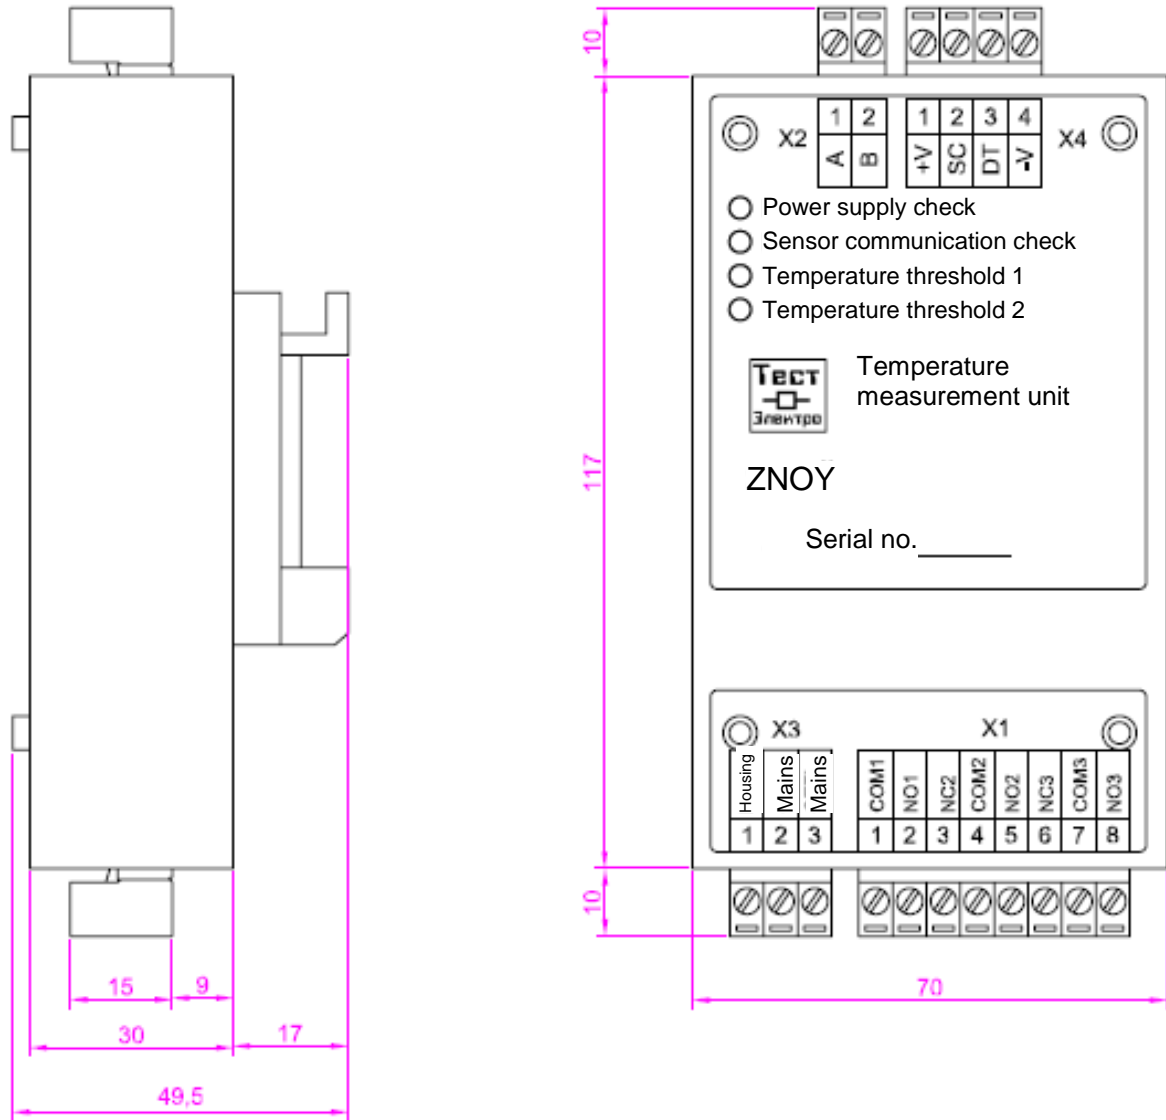 10
X2
1 2
A B
1 2 3 4
+V SC DT -V
X4
Power supply check
Sensor communication check
Temperature threshold 1
Temperature threshold 2
Тест
Электро
Temperature
measurement unit
ZNOŸ
Serial no.______
117
X3
X1
Housing Mains Mains
1 2 3
COM1 NO1 NC2 COM2 NO2 NC3 COM3 NO3
1 2 3 4 5 6 7 8
10
15
9
30
17
49,5
70